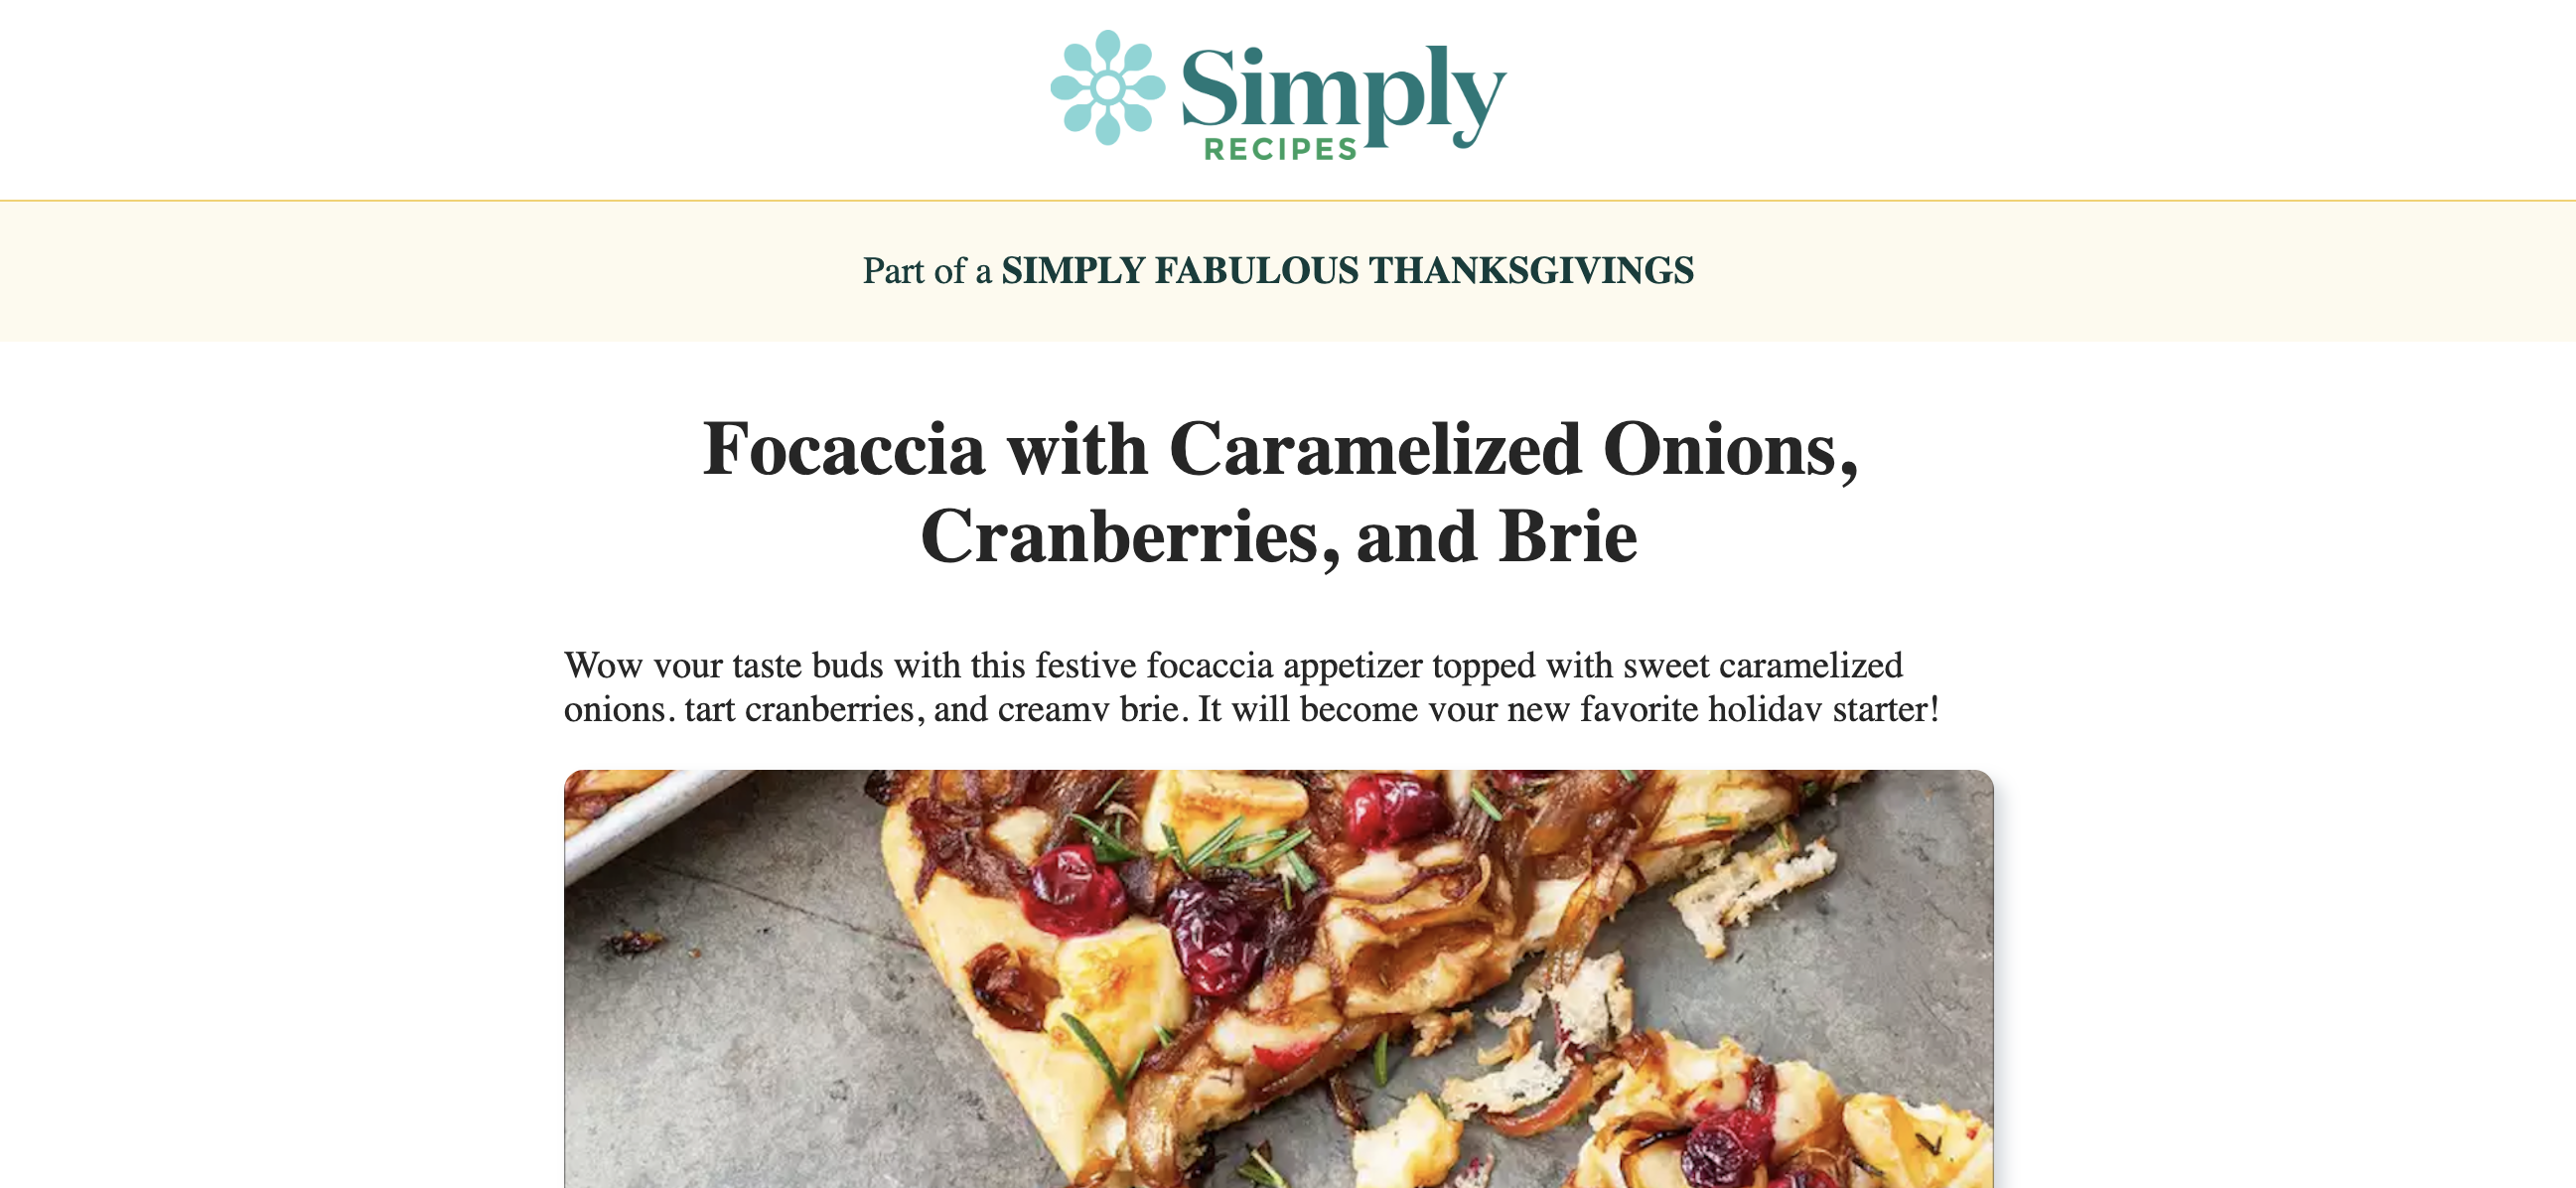 Simply
RECIPES
Part of a SIMPLY FABULOUS THANKSGIVINGS
Focaccia with Caramelized Onions,
Cranberries, and Brie
Wow vour taste buds with this festive focaccia appetizer topped with sweet caramelized
onions. tart cranberries, and creamv brie. It will become vour new favorite holidav starter!